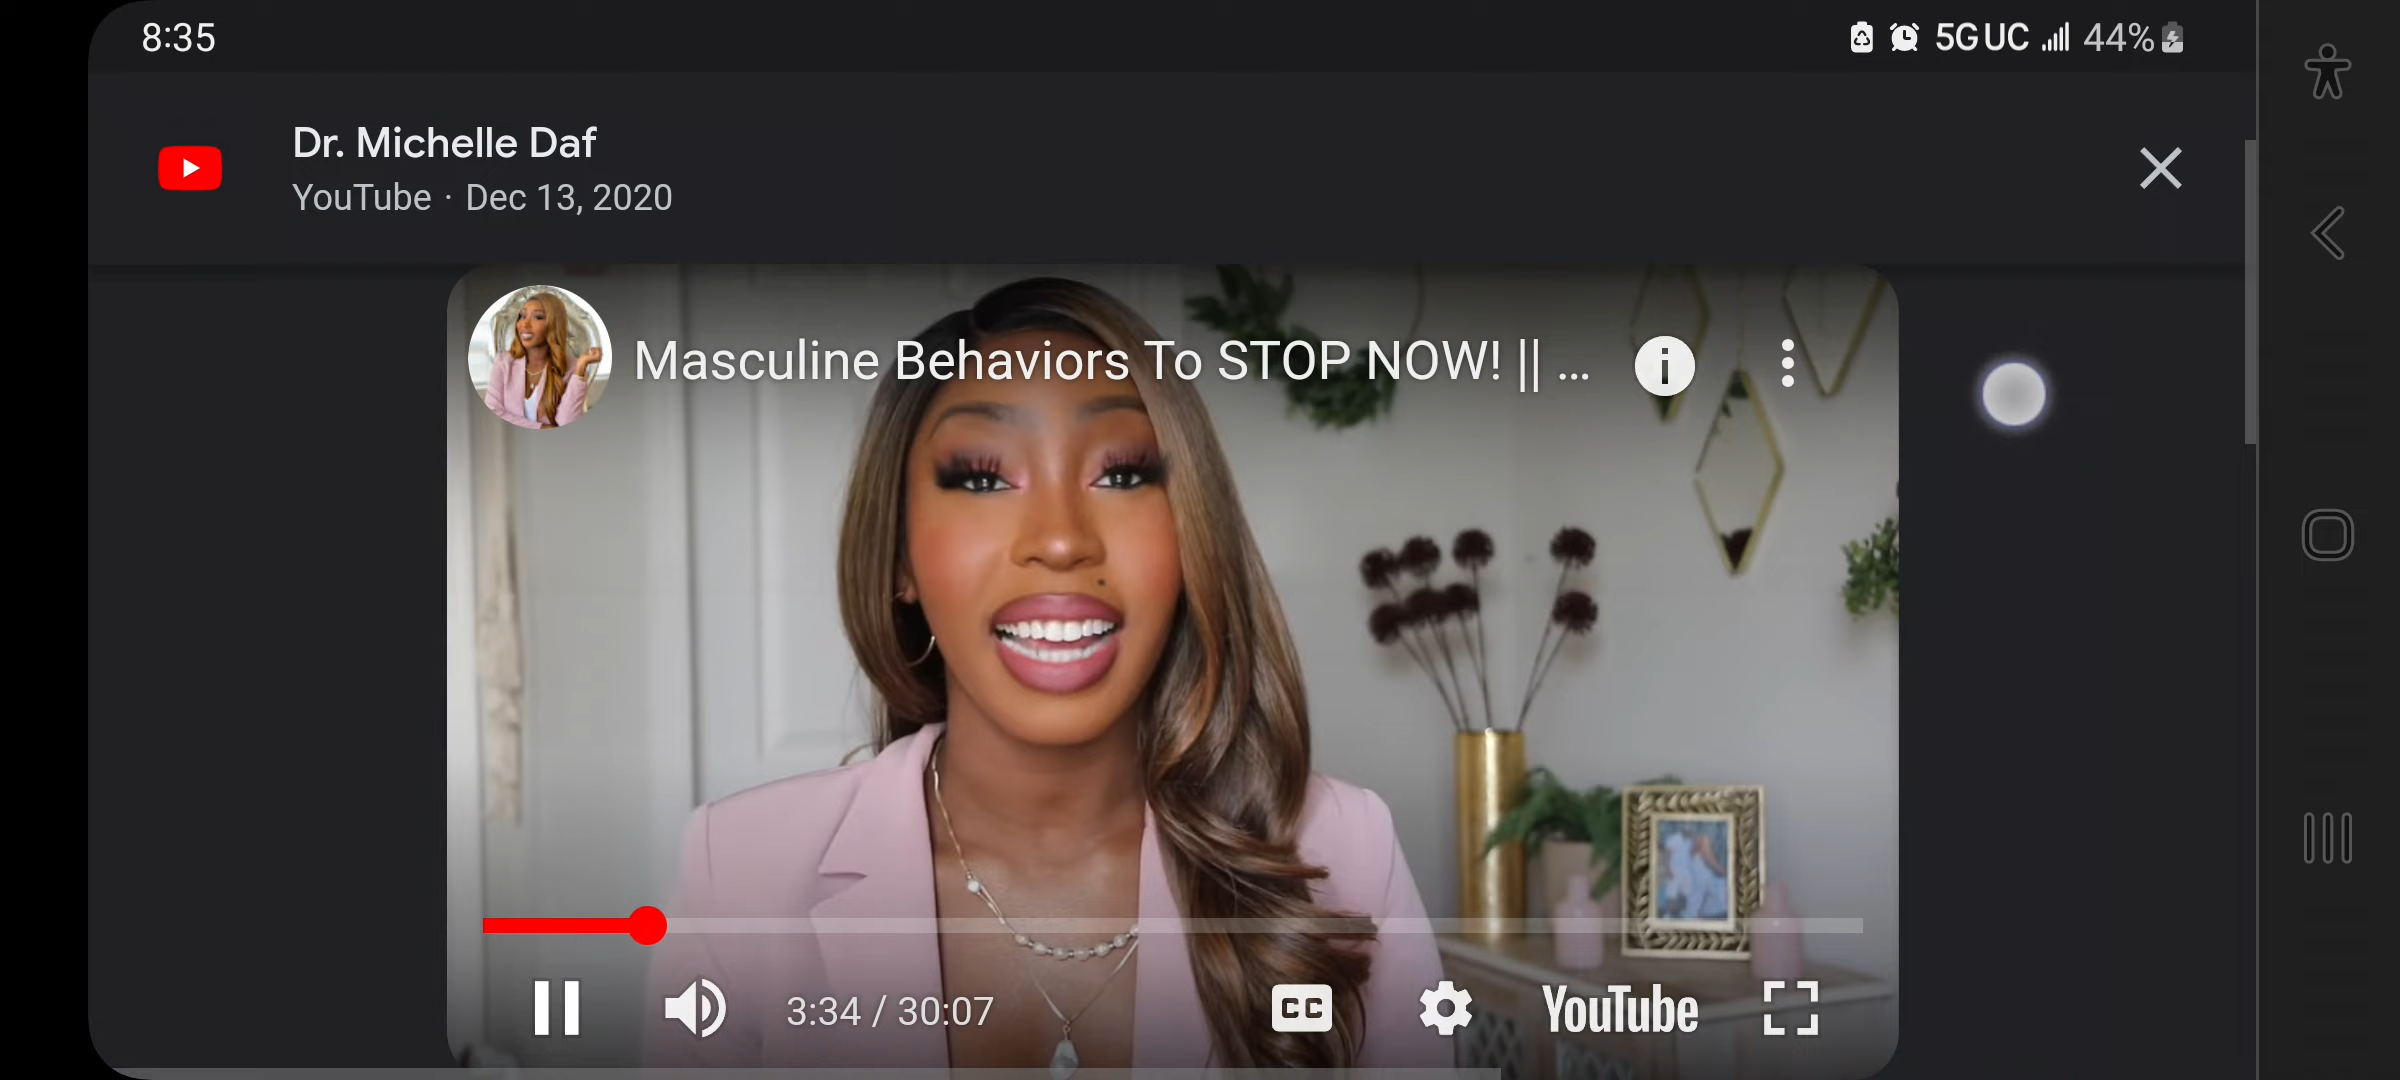 8:35
5G UC 44%
Dr. Michelle Daf
YouTube · Dec 13, 2020
Masculine Behaviors To STOP NOW! || ...
3:34 / 30:07
CC
YouTube